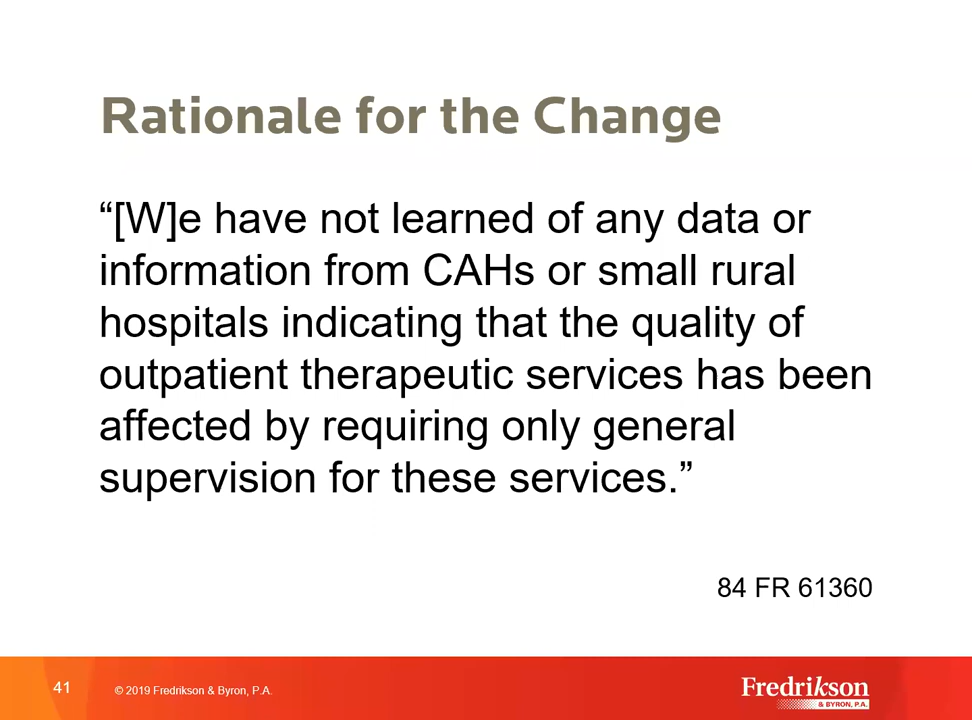 Rationale for the Change
“[W]e have not learned of any data or
information from CAHs or small rural
hospitals indicating that the quality of
outpatient therapeutic services has been
affected by requiring only general
supervision for these services.”
84 FR 61360
41
© 2019 Fredrikson & Byron, P.A.
Fredrikson
& BYRON, P.A.